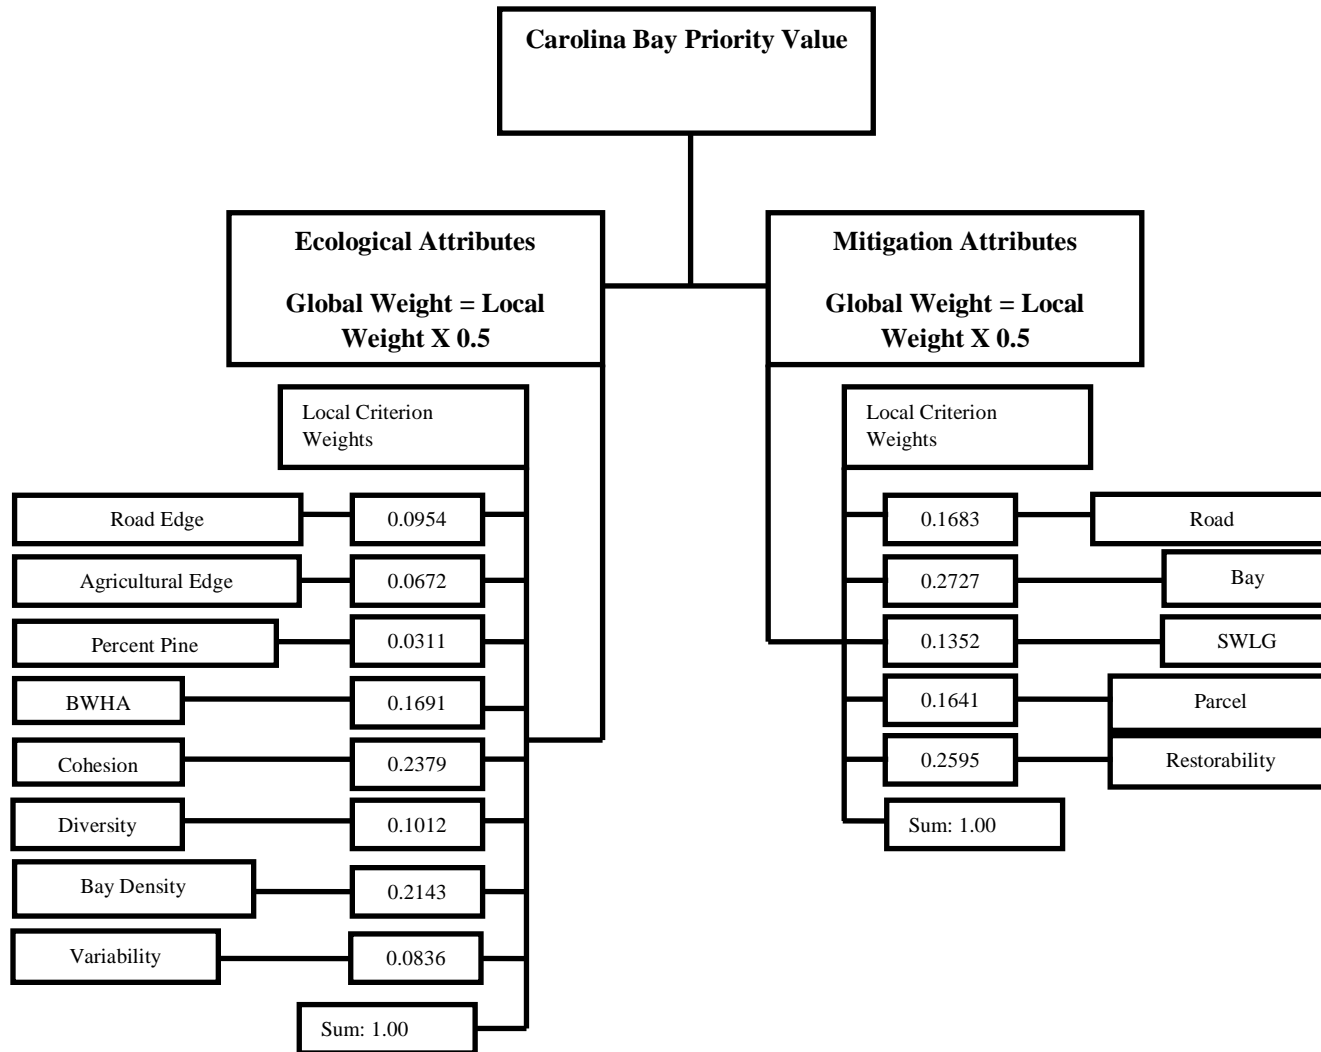 Carolina Bay Priority Value
Ecological Attributes
Global Weight = Local
Weight X 0.5
Mitigation Attributes
Global Weight = Local
Weight X 0.5
Local Criterion
Weights
Road Edge
0.0954
Agricultural Edge
0.0672
Percent Pine
0.0311
BWHA
0.1691
Cohesion
0.2379
Diversity
0.1012
Bay Density
0.2143
Variability
0.0836
Sum: 1.00
Local Criterion
Weights
0.1683
Road
0.2727
Bay
0.1352
SWLG
0.1641
Parcel
0.2595
Restorability
Sum: 1.00